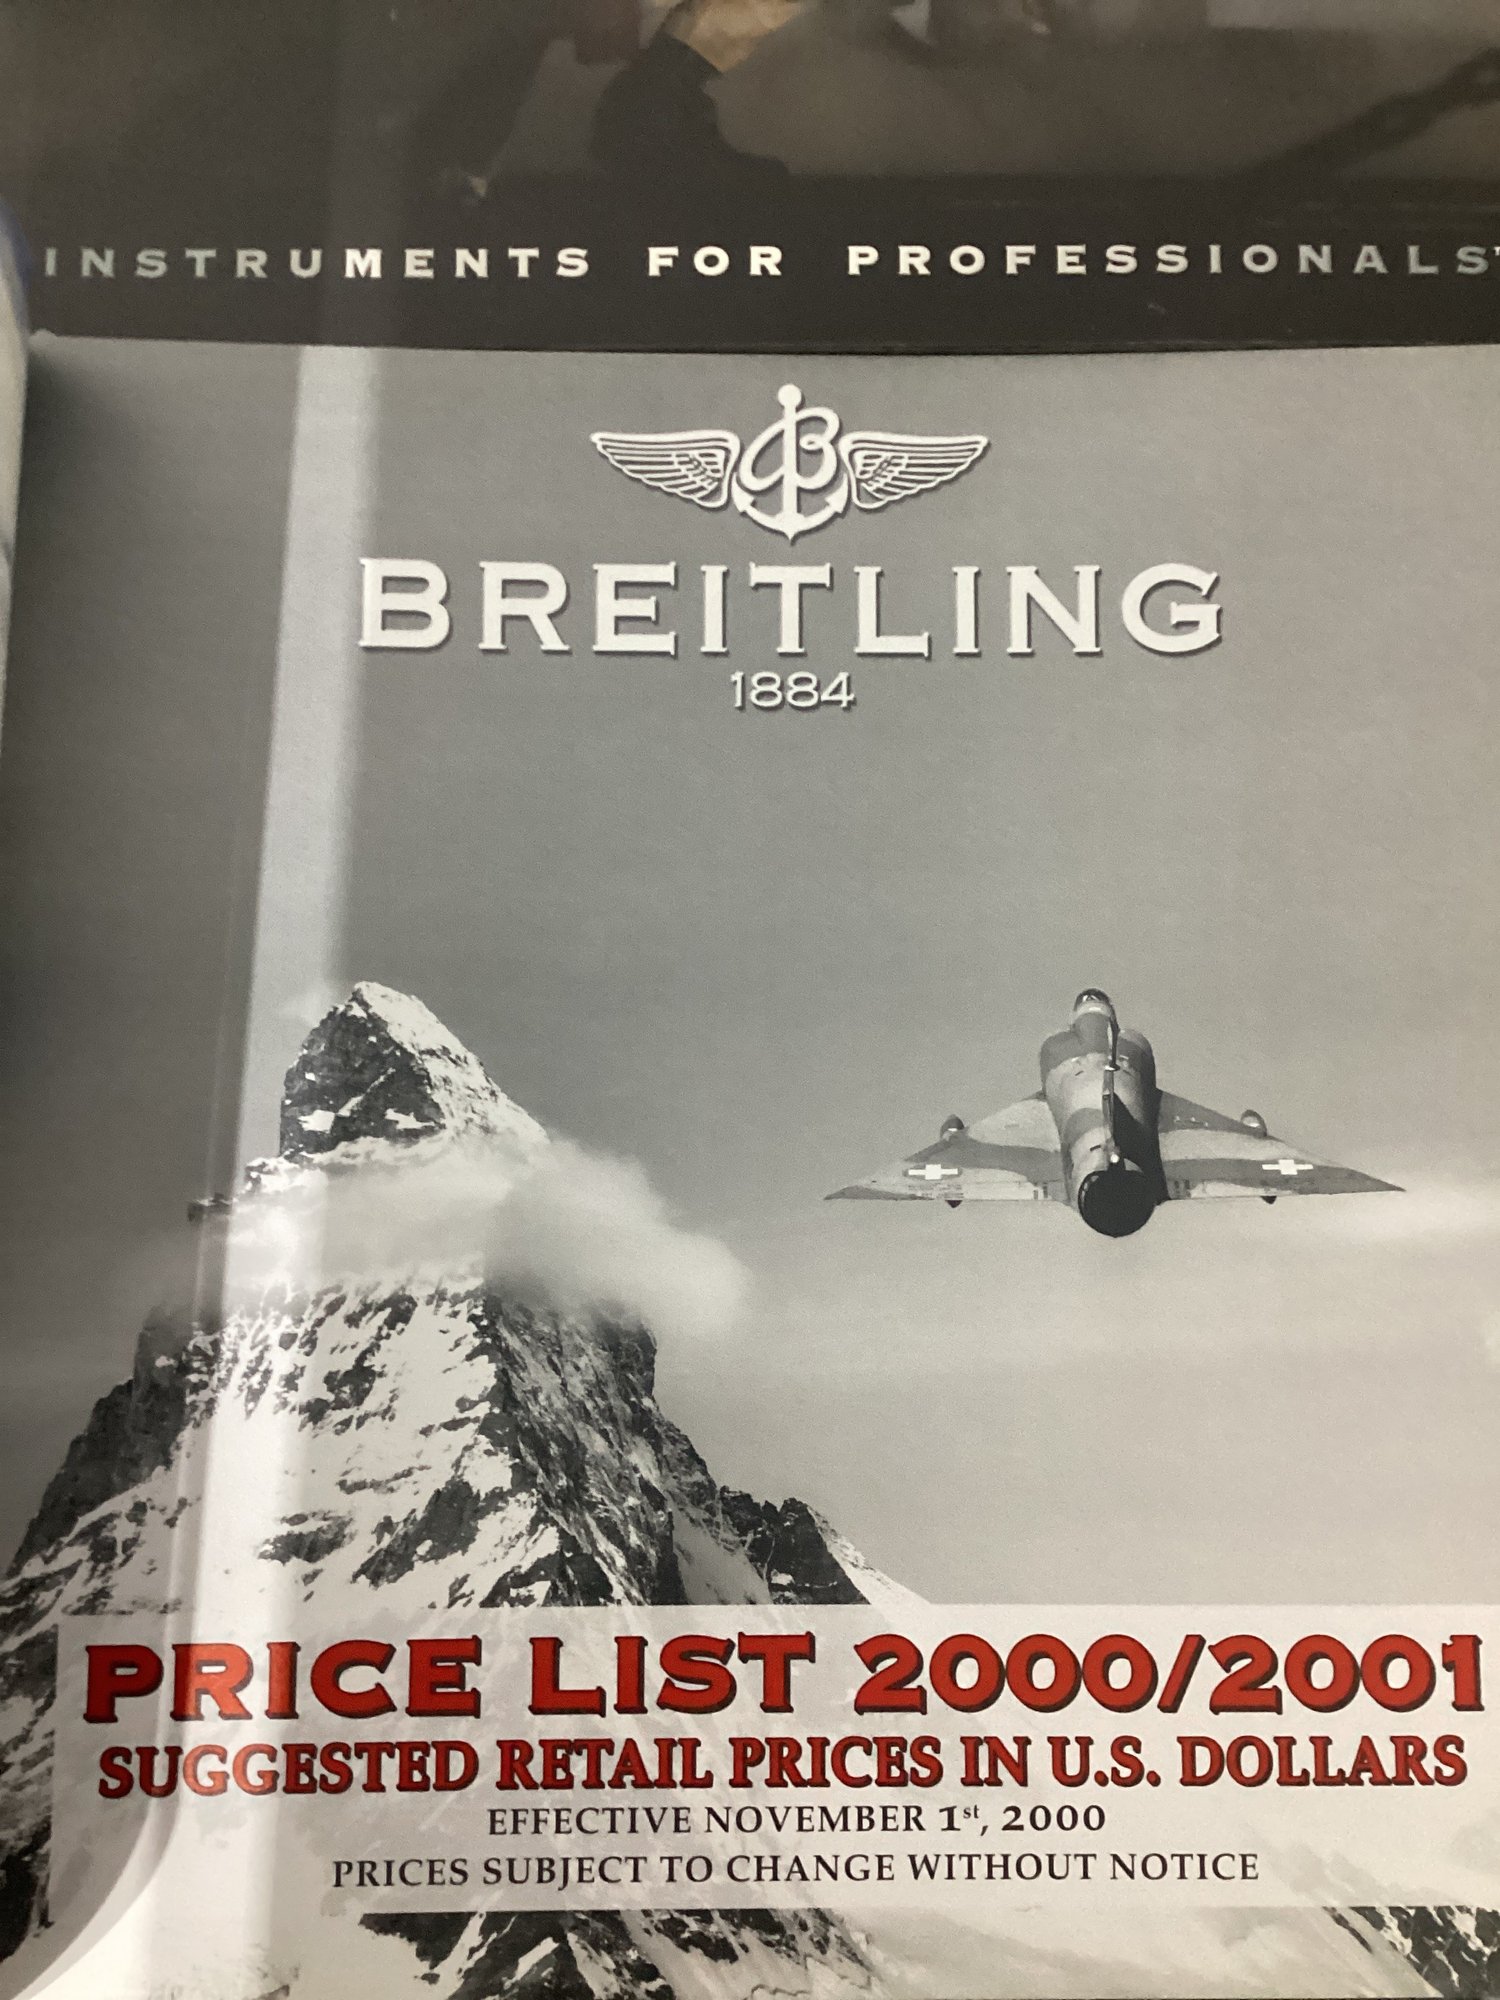 INSTRUMENTS FOR PROFESSIONALS™
B
BREITLING
1884
PRICE LIST 2000/2001
SUGGESTED RETAIL PRICES IN U.S. DOLLARS
EFFECTIVE NOVEMBER 1st, 2000
PRICES SUBJECT TO CHANGE WITHOUT NOTICE